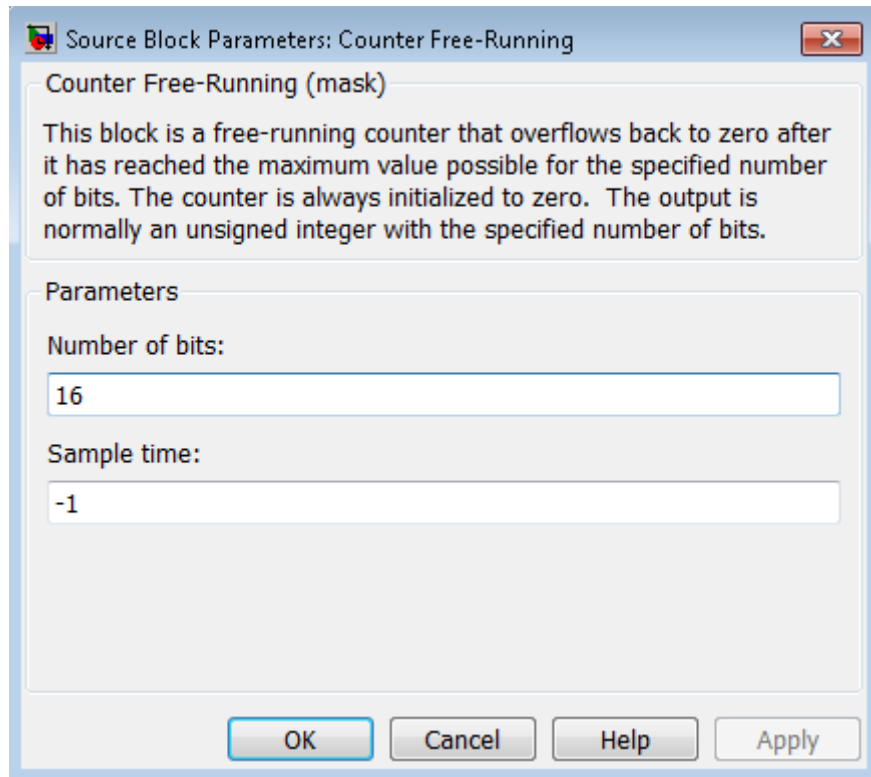 Source Block Parameters: Counter Free-Running
Counter Free-Running (mask)
This block is a free-running counter that overflows back to zero after
it has reached the maximum value possible for the specified number
of bits. The counter is always initialized to zero.  The output is
normally an unsigned integer with the specified number of bits.
Parameters
Number of bits:
16
Sample time:
-1
OK Cancel Help Apply